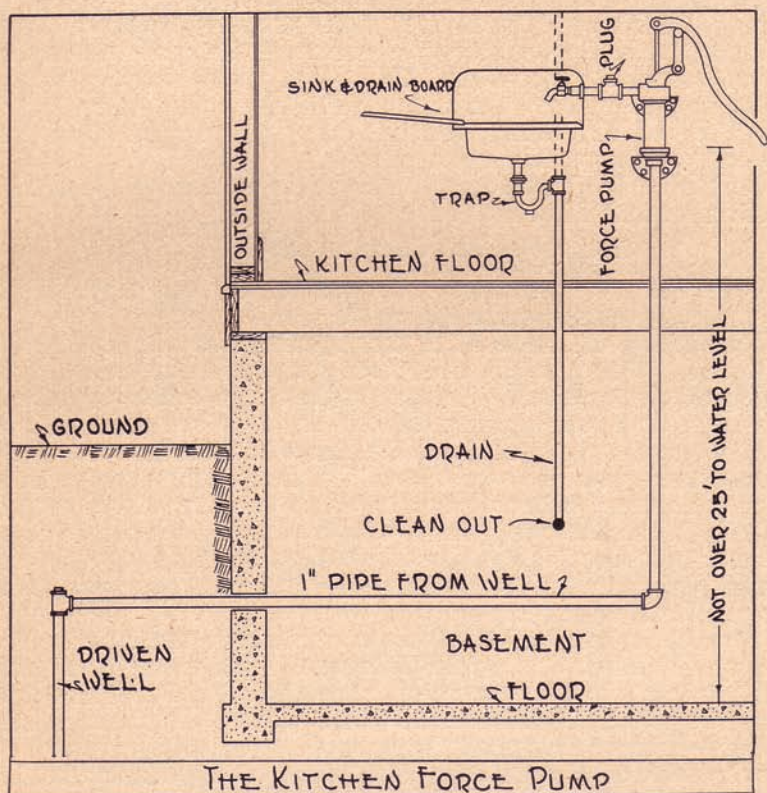 PLUG
SINK & DRAIN BOARD
OUTSIDE WALL
FORCE PUMP
TRAP
KITCHEN FLOOR
NOT OVER 25' TO WATER LEVEL
GROUND
DRAIN
CLEAN OUT
1" PIPE FROM WELL
DRIVEN
WELL
BASEMENT
FLOOR
THE KITCHEN FORCE PUMP